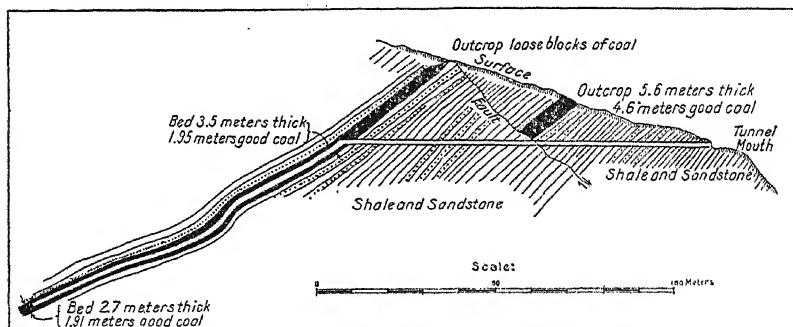 Outcrop loose blocks of coal
Surface
Outcrop 5.6 meters thick
4.6 meters good coal
Fault
Bed 3.5 meters thick
1.95 meters good coal
Tunnel
Mouth
Shale and Sandstone
Shale and Sandstone
Scale:
0 50 100 Meters
Bed 2.7 meters thick
1.91 meters good coal